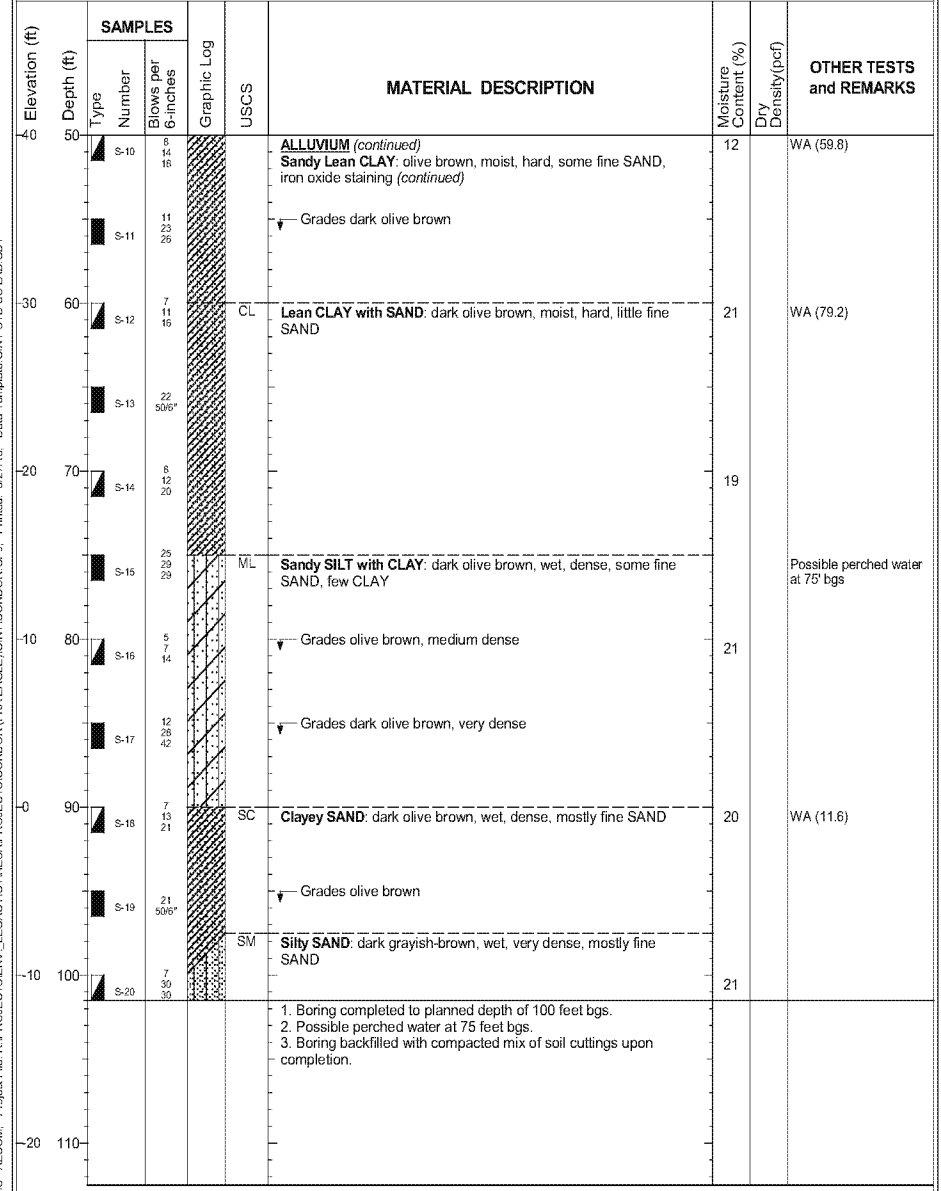 SAMPLES
Elevation (ft)
Depth (ft)
Type
Number
Blows per
6-inches
Graphic Log
USCS
MATERIAL DESCRIPTION
Moisture
Content (%)
Dry
Density(pcf)
OTHER TESTS
and REMARKS
40 50
S-10
14
ALLUVIUM (continued)
Sandy Lean CLAY: olive brown, moist, hard, some fine SAND,
iron oxide staining (continued)
12
WA (59.8)
S-11
11
23
26
Grades dark olive brown
30 60
S-12
7
11
16
CL
Lean CLAY with SAND: dark olive brown, moist, hard, little fine
SAND
21
WA (79.2)
S-13
22
50/6"
20 70
S-14
12
20
19
S-15
25
29
29
ML
Sandy SILT with CLAY: dark olive brown, wet, dense, some fine
SAND, few CLAY
Possible perched water
at 75' bgs
10 80
S-16
5
7
14
Grades olive brown, medium dense
21
S-17
12
42
Grades dark olive brown, very dense
0 90
S-18
7
13
21
SC
Clayey SAND: dark olive brown, wet, dense, mostly fine SAND
20
WA (11.6)
S-19
21
50/6"
Grades olive brown
SM
Silty SAND: dark grayish-brown, wet, very dense, mostly fine
SAND
-10 100
S-20
7
30
30
21
1. Boring completed to planned depth of 100 feet bgs.
2. Possible perched water at 75 feet bgs.
3. Boring backfilled with compacted mix of soil cuttings upon
completion.
-20 110